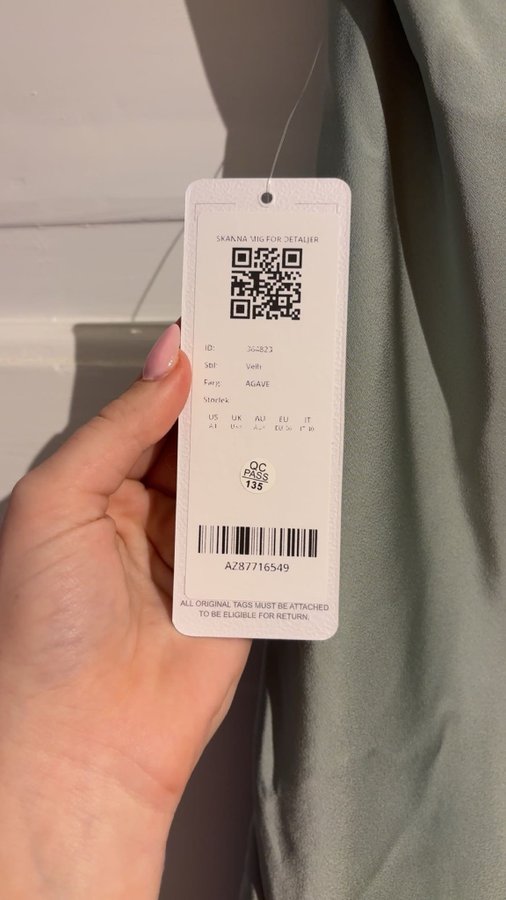 SKANNA MIG FÖR DETALJER
ID: 364823
Stil:
Färg: AGAVE
Storlek
US UK AU EU IT
QC
PASS
135
AZ87716549
ALL ORIGINAL TAGS MUST BE ATTACHED
TO BE ELIGIBLE FOR RETURN.